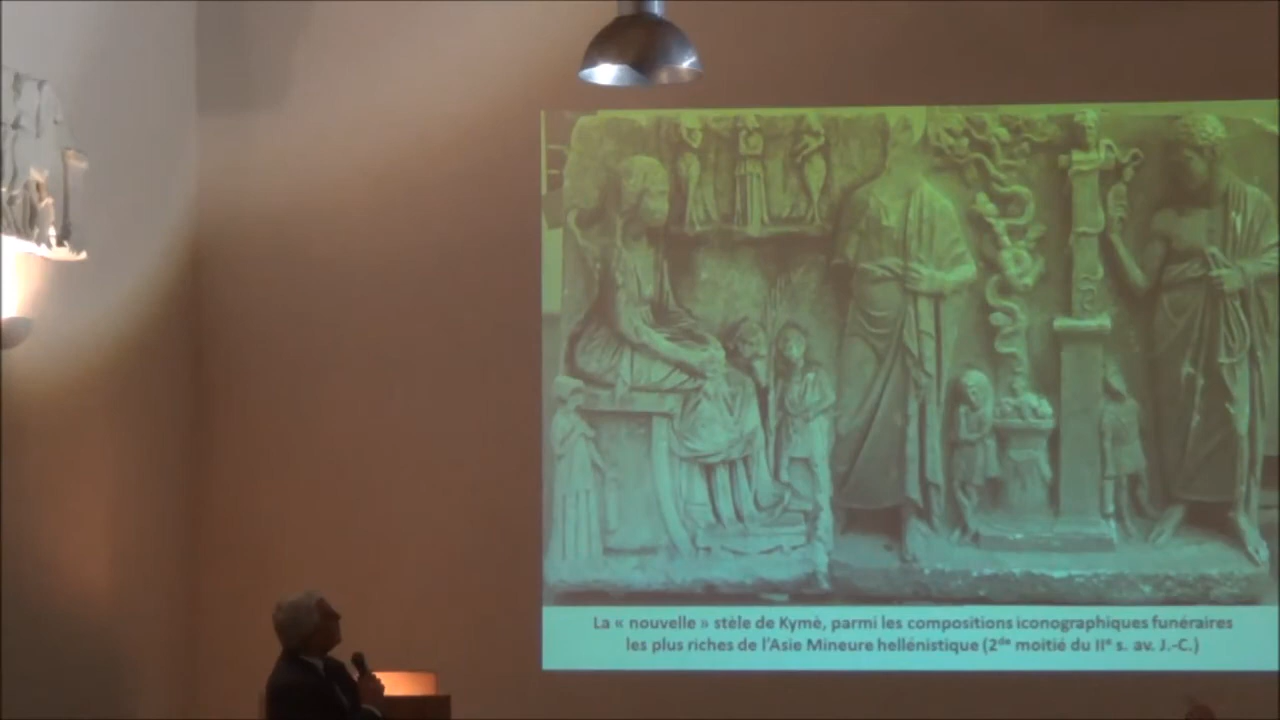 La « nouvelle » stèle de Kymè, parmi les compositions iconographiques funéraires
les plus riches de l'Asie Mineure hellénistique (2de moitié du IIe s. av. J.-C.)